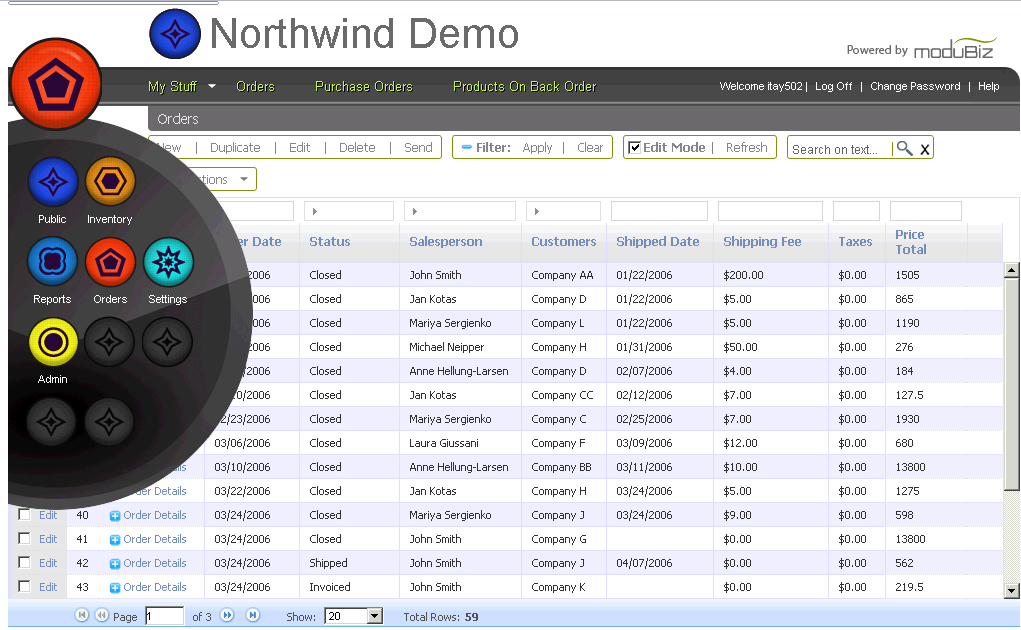 Northwind Demo
Powered by moduBiz
My Stuff Orders Purchase Orders Products On Back Order Welcome itay502 | Log Off | Change Password | Help
Orders
New | Duplicate | Edit | Delete | Send Filter: Apply | Clear Edit Mode | Refresh Search on text... X
Public Inventory
Reports Orders Settings
Admin
Date Status Salesperson Customers Shipped Date Shipping Fee Taxes Price Total
2006 Closed John Smith Company AA 01/22/2006 $200.00 $0.00 1505
2006 Closed Jan Kotas Company D 01/22/2006 $5.00 $0.00 865
2006 Closed Mariya Sergienko Company L 01/22/2006 $5.00 $0.00 1190
2006 Closed Michael Neipper Company H 01/31/2006 $50.00 $0.00 276
2006 Closed Anne Hellung-Larsen Company D 02/07/2006 $4.00 $0.00 184
2006 Closed Jan Kotas Company CC 02/12/2006 $7.00 $0.00 127.5
2/23/2006 Closed Mariya Sergienko Company C 02/25/2006 $7.00 $0.00 1930
03/06/2006 Closed Laura Giussani Company F 03/09/2006 $12.00 $0.00 680
03/10/2006 Closed Anne Hellung-Larsen Company BB 03/11/2006 $10.00 $0.00 13800
Details 03/22/2006 Closed Jan Kotas Company H 03/24/2006 $5.00 $0.00 1275
Edit 40 Order Details 03/24/2006 Closed Mariya Sergienko Company J 03/24/2006 $9.00 $0.00 598
Edit 41 Order Details 03/24/2006 Closed John Smith Company G $0.00 $0.00 13800
Edit 42 Order Details 03/24/2006 Shipped John Smith Company J 04/07/2006 $0.00 $0.00 562
Edit 43 Order Details 03/24/2006 Invoiced John Smith Company K $0.00 $0.00 219.5
Page 1 of 3 Show: 20 Total Rows: 59